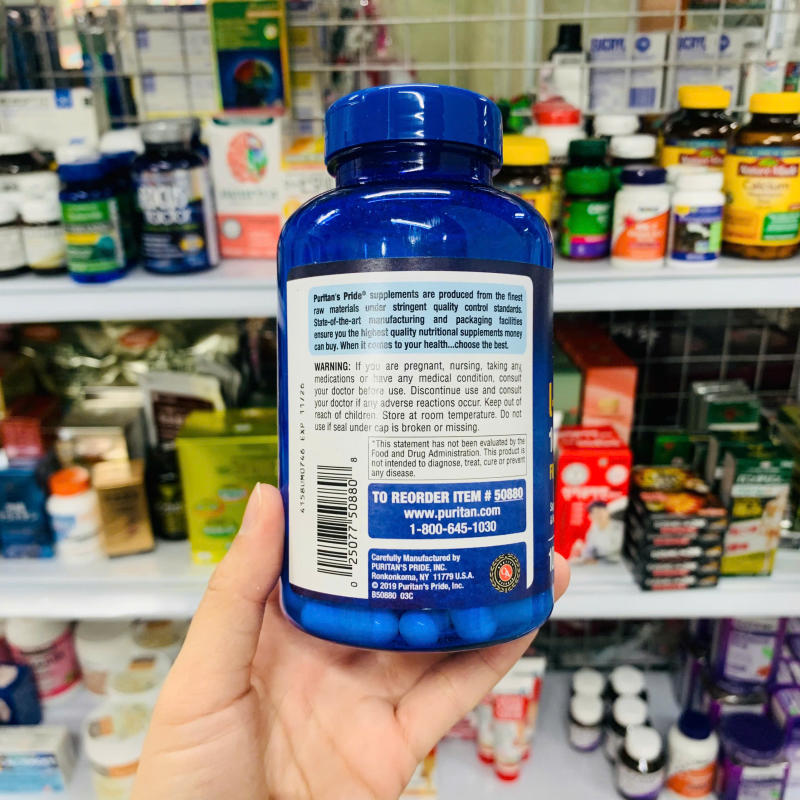 Puritan's Pride® supplements are produced from the finest
raw materials under stringent quality control standards.
State-of-the-art manufacturing and packaging facilities
ensure you the highest quality nutritional supplements money
can buy. When it comes to your health...choose the best.
WARNING: If you are pregnant, nursing, taking any
medications or have any medical condition, consult
your doctor before use. Discontinue use and consult
your doctor if any adverse reactions occur. Keep out of
reach of children. Store at room temperature. Do not
use if seal under cap is broken or missing.
*This statement has not been evaluated by the
Food and Drug Administration. This product is
not intended to diagnose, treat, cure or prevent
any disease.
TO REORDER ITEM # 50880
www.puritan.com
1-800-645-1030
Carefully Manufactured by
PURITAN'S PRIDE, INC.
Ronkonkoma, NY 11779 U.S.A.
© 2019 Puritan's Pride, Inc.
B50880 03C
0 25077 50880 8
EXP 11/26
Nature Made
Calcium